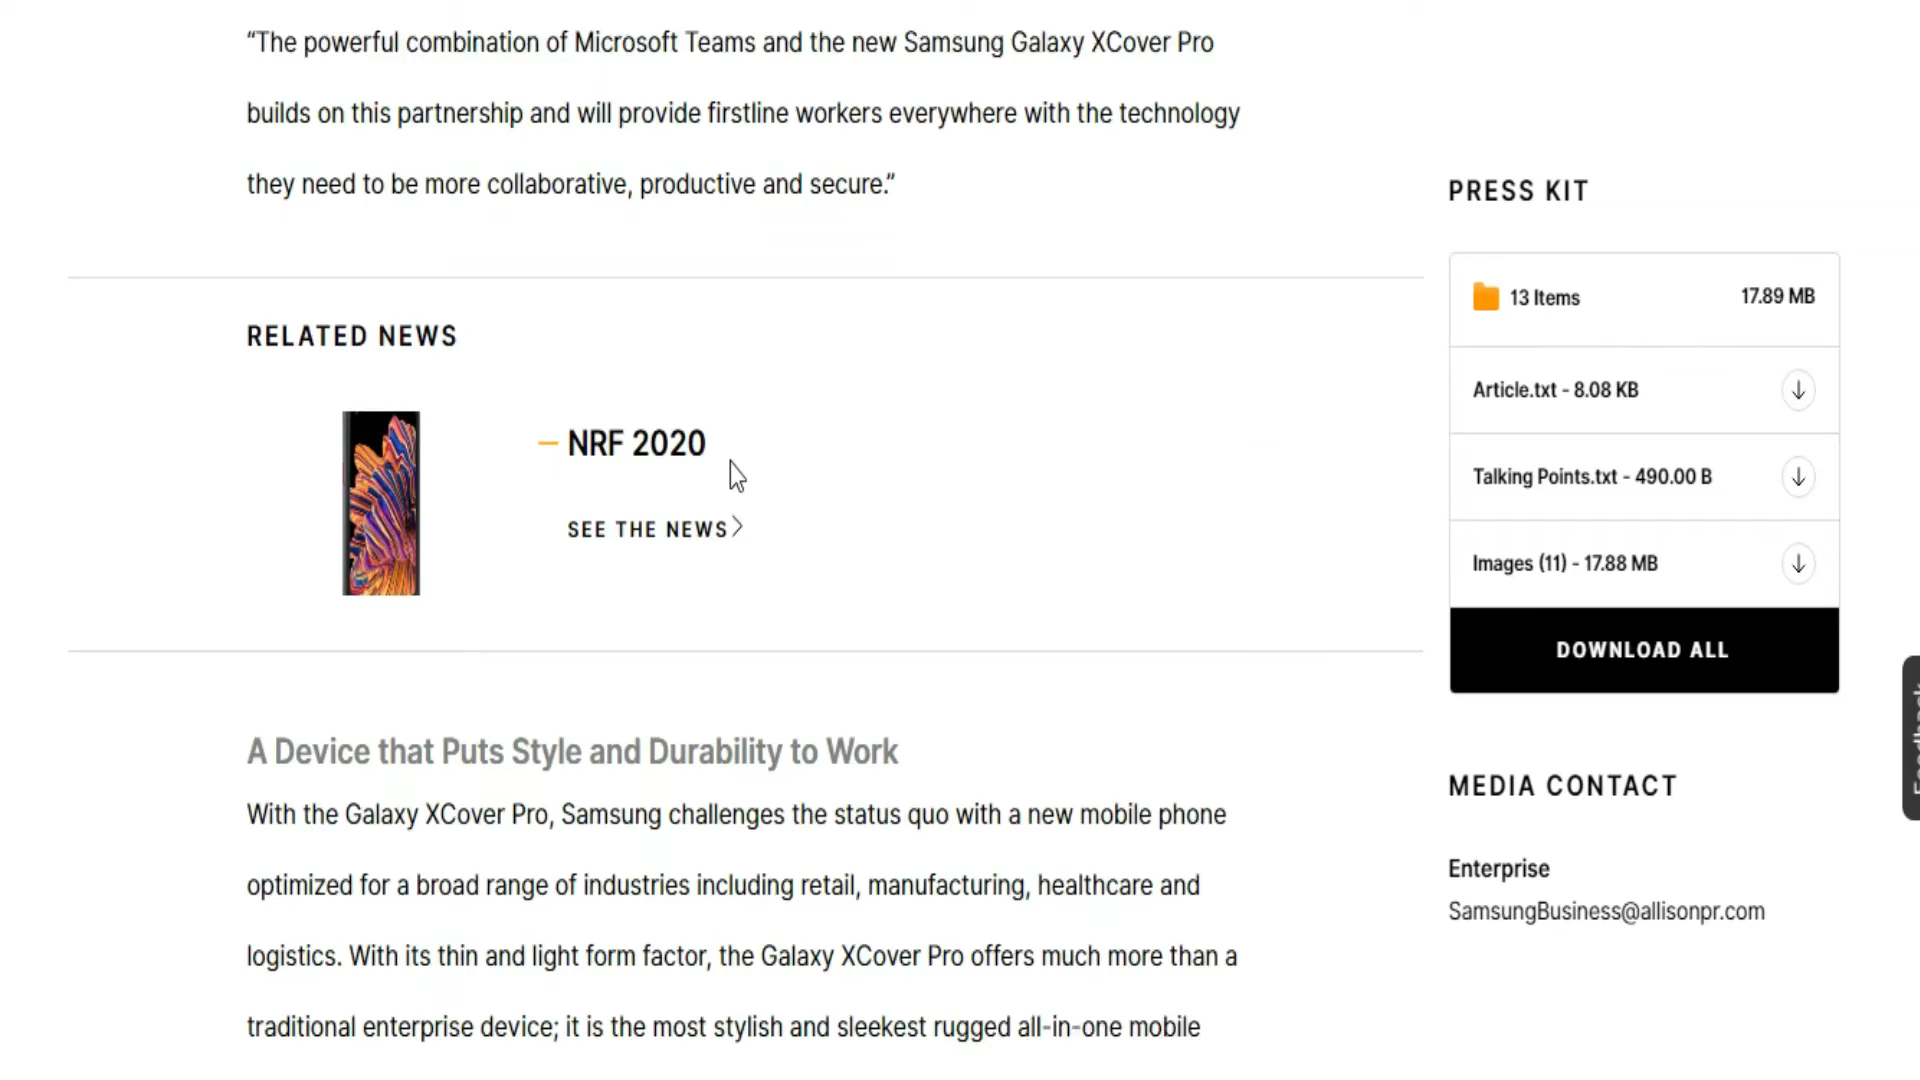 “The powerful combination of Microsoft Teams and the new Samsung Galaxy XCover Pro
builds on this partnership and will provide firstline workers everywhere with the technology
they need to be more collaborative, productive and secure.”
RELATED NEWS
NRF 2020
SEE THE NEWS
A Device that Puts Style and Durability to Work
With the Galaxy XCover Pro, Samsung challenges the status quo with a new mobile phone
optimized for a broad range of industries including retail, manufacturing, healthcare and
logistics. With its thin and light form factor, the Galaxy XCover Pro offers much more than a
traditional enterprise device; it is the most stylish and sleekest rugged all-in-one mobile
PRESS KIT
13 Items 17.89 MB
Article.txt - 8.08 KB
Talking Points.txt - 490.00 B
Images (11) - 17.88 MB
DOWNLOAD ALL
MEDIA CONTACT
Enterprise
SamsungBusiness@allisonpr.com